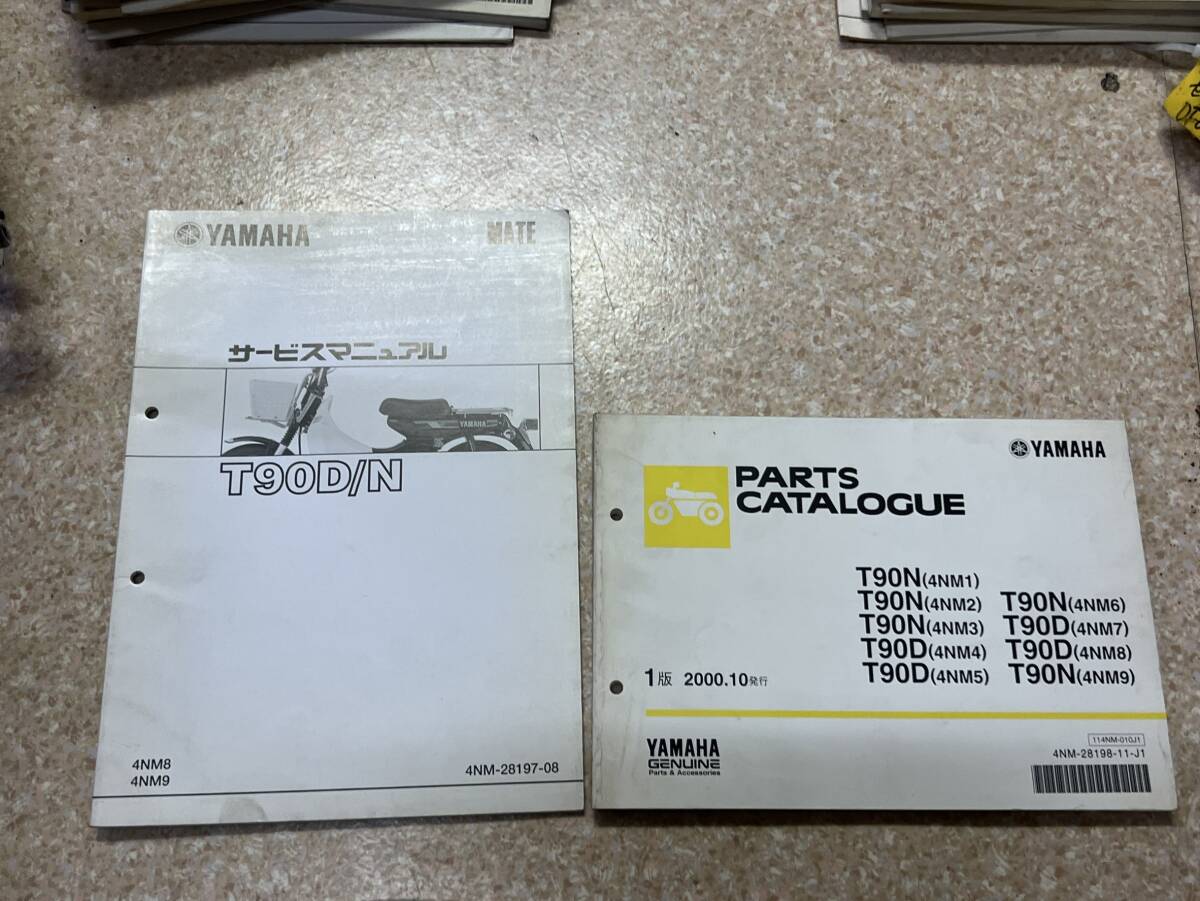 YAMAHA
MATE
サービスマニュアル
YAMAHA
T90D/N
4NM8
4NM9
4NM-28197-08
YAMAHA
PARTS
CATALOGUE
T90N(4NM1)
T90N(4NM2) T90N(4NM6)
T90N(4NM3) T90D(4NM7)
T90D(4NM4) T90D(4NM8)
T90D(4NM5) T90N(4NM9)
1版 2000.10発行
YAMAHA
GENUINE
Parts & Accessories
114NM-010J1
4NM-28198-11-J1